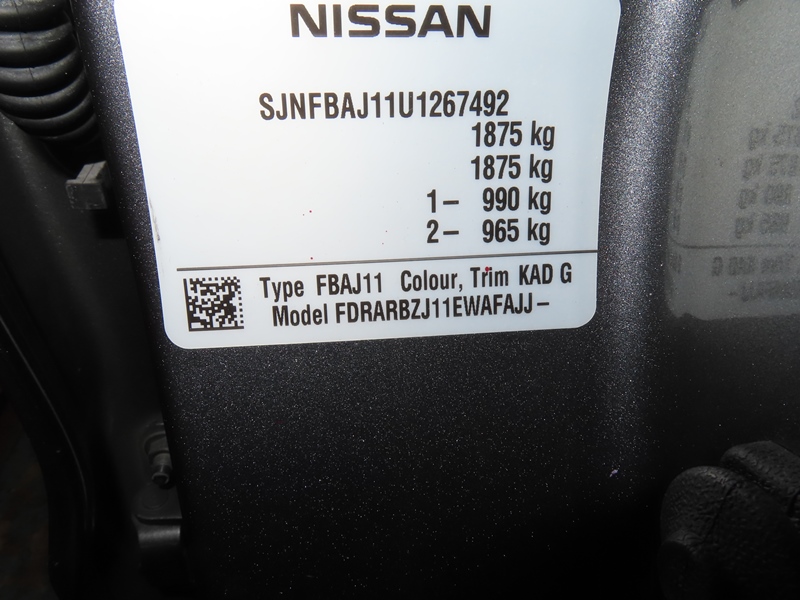 NISSAN
SJNFBAJ11U1267492
1875 kg
1875 kg
1– 990 kg
2– 965 kg
Type FBAJ11 Colour, Trim KAD G
Model FDRARBZJ11EWAFAJJ–